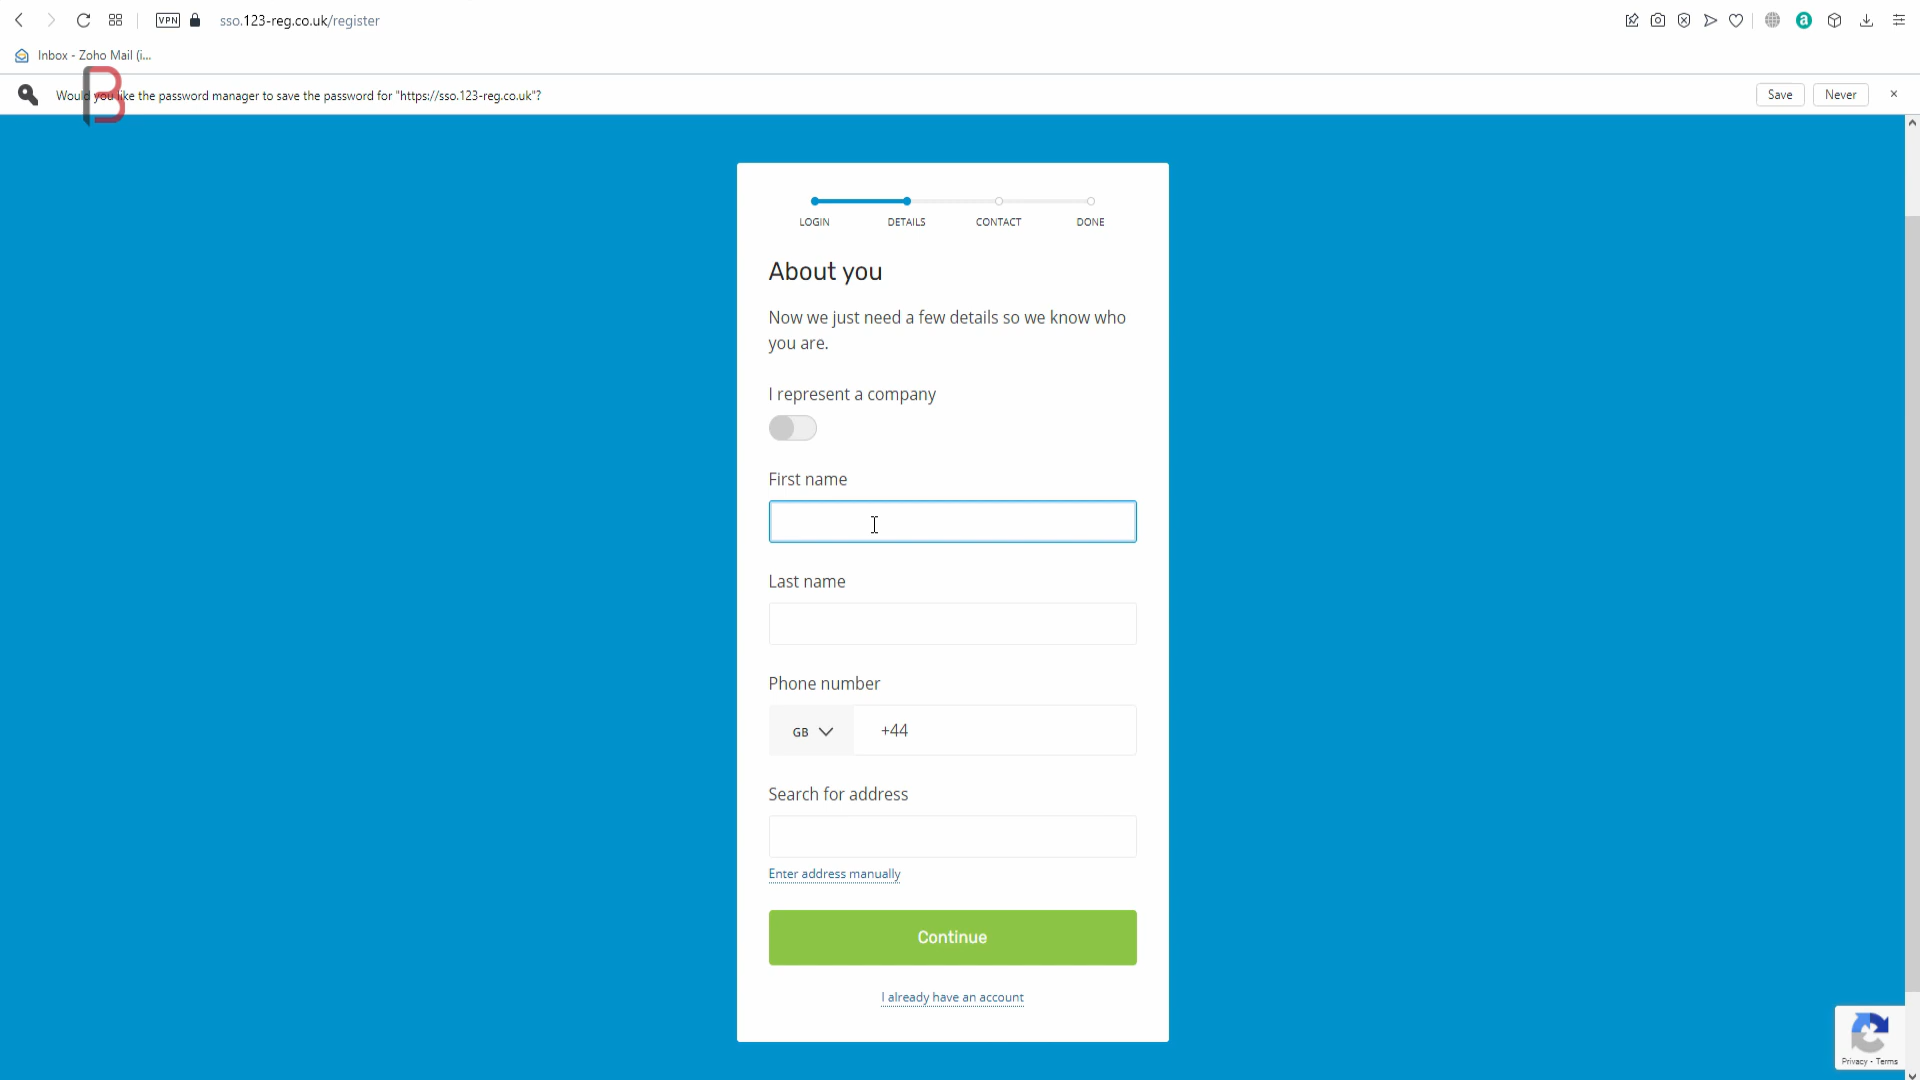 VPN
sso.123-reg.co.uk/register
Inbox - Zoho Mail (i...
Would you like the password manager to save the password for "https://sso.123-reg.co.uk"?
Save
Never
LOGIN
DETAILS
CONTACT
DONE
About you
Now we just need a few details so we know who
you are.
I represent a company
First name
Last name
Phone number
GB
+44
Search for address
Enter address manually
Continue
I already have an account
Privacy - Terms
B
a